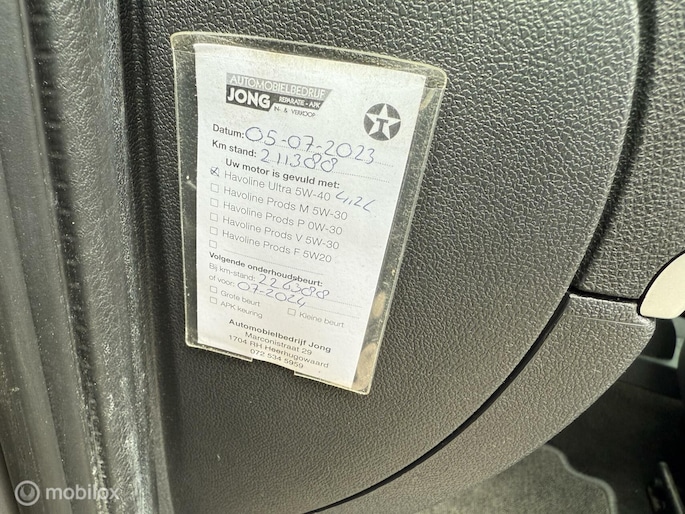 AUTOMOBIELBEDRIJF
JONG REPARATIE - APK
IN- & VERKOOP
T
Datum: 05-07-2023
Km stand: 211388
Uw motor is gevuld met:
Havoline Ultra 5W-40 4,2L
Havoline Prods M 5W-30
Havoline Prods P 0W-30
Havoline Prods V 5W-30
Havoline Prods F 5W20
Volgende onderhoudsbeurt:
Bij km-stand: 226388
of voor: 07-2024
Grote beurt Kleine beurt
APK keuring
Automobielbedrijf Jong
Marconistraat 29
1704 RH Heerhugowaard
072 534 5959
mobilox